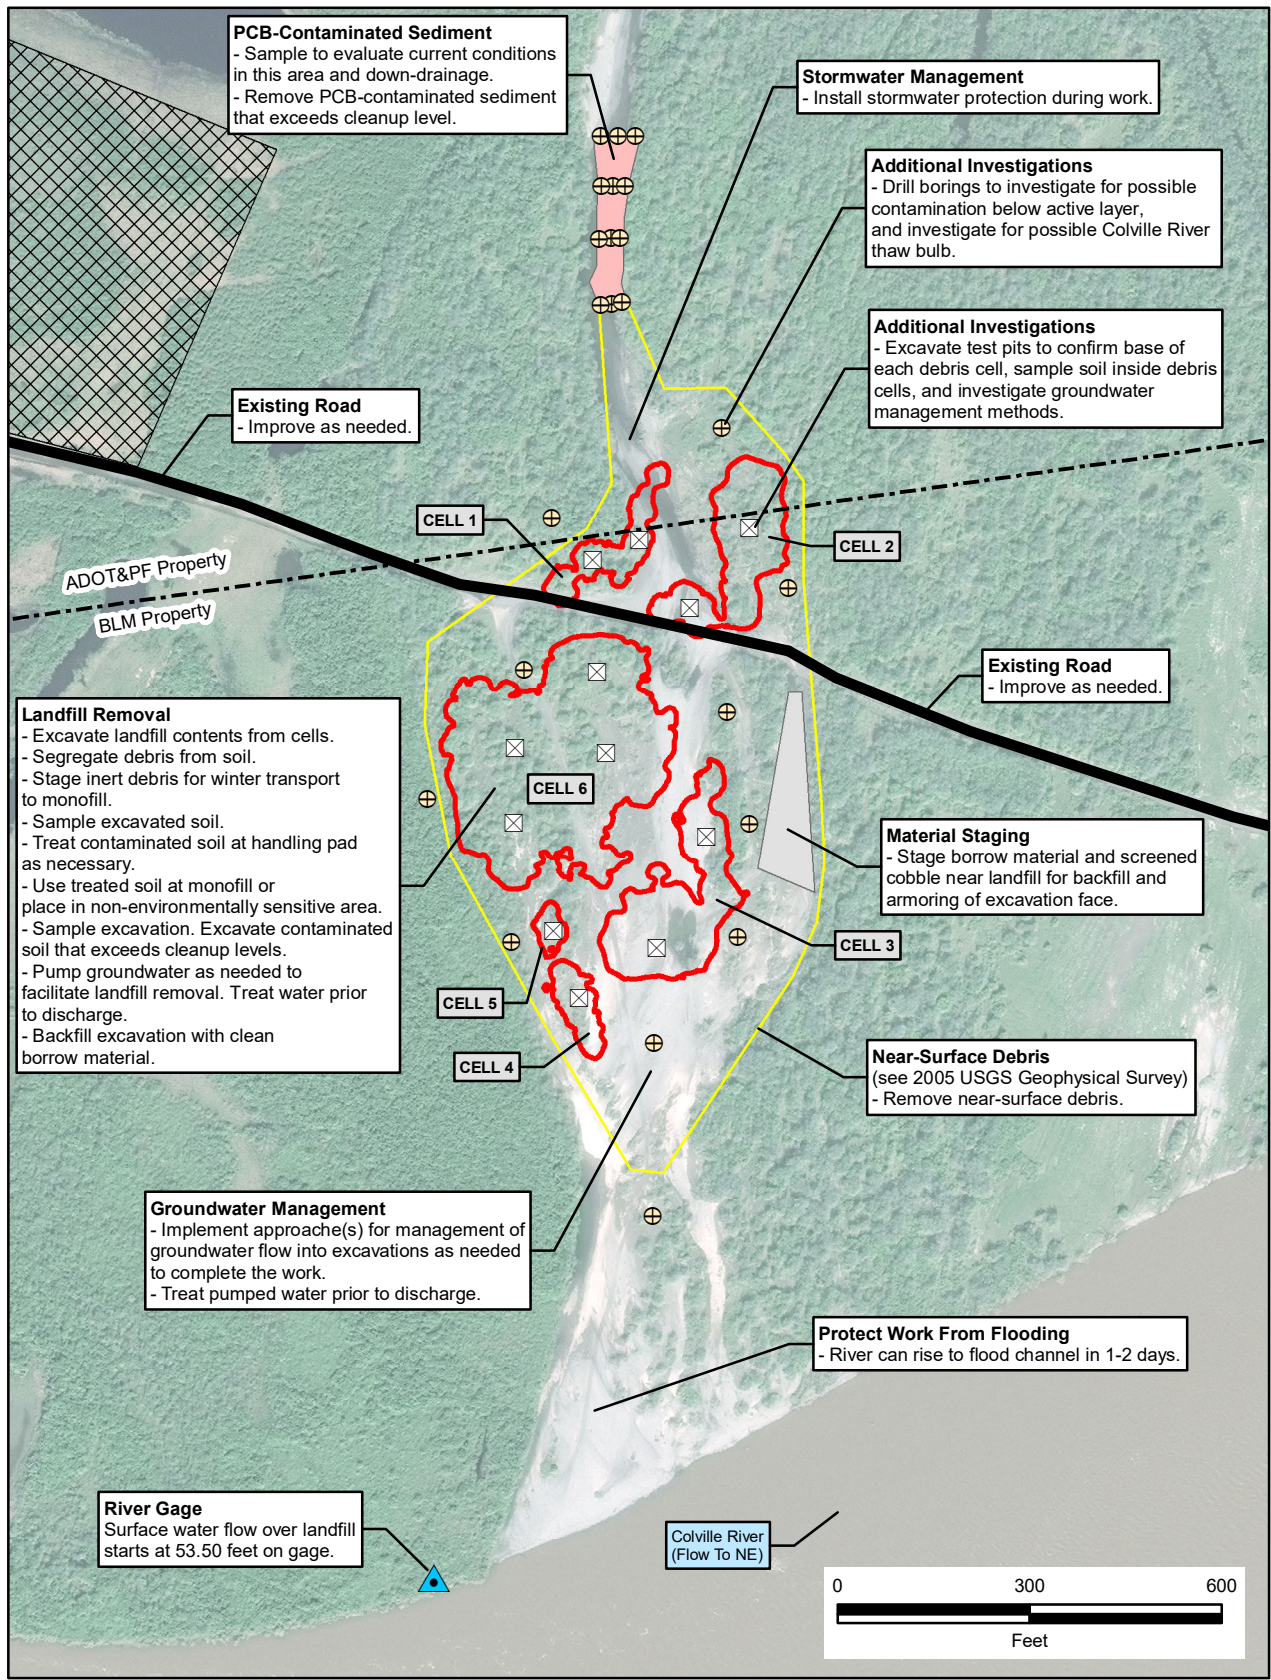 PCB-Contaminated Sediment
- Sample to evaluate current conditions
in this area and down-drainage.
- Remove PCB-contaminated sediment
that exceeds cleanup level.
Stormwater Management
- Install stormwater protection during work.
Additional Investigations
- Drill borings to investigate for possible
contamination below active layer,
and investigate for possible Colville River
thaw bulb.
Additional Investigations
- Excavate test pits to confirm base of
each debris cell, sample soil inside debris
cells, and investigate groundwater
management methods.
Existing Road
- Improve as needed.
CELL 1
CELL 2
ADOT&PF Property
BLM Property
Existing Road
- Improve as needed.
Landfill Removal
- Excavate landfill contents from cells.
- Segregate debris from soil.
- Stage inert debris for winter transport
to monofill.
- Sample excavated soil.
- Treat contaminated soil at handling pad
as necessary.
- Use treated soil at monofill or
place in non-environmentally sensitive area.
- Sample excavation. Excavate contaminated
soil that exceeds cleanup levels.
- Pump groundwater as needed to
facilitate landfill removal. Treat water prior
to discharge.
- Backfill excavation with clean
borrow material.
CELL 6
Material Staging
- Stage borrow material and screened
cobble near landfill for backfill and
armoring of excavation face.
CELL 3
CELL 5
CELL 4
Near-Surface Debris
(see 2005 USGS Geophysical Survey)
- Remove near-surface debris.
Groundwater Management
- Implement approache(s) for management of
groundwater flow into excavations as needed
to complete the work.
- Treat pumped water prior to discharge.
Protect Work From Flooding
- River can rise to flood channel in 1-2 days.
River Gage
Surface water flow over landfill
starts at 53.50 feet on gage.
Colville River
(Flow To NE)
0 300 600
Feet